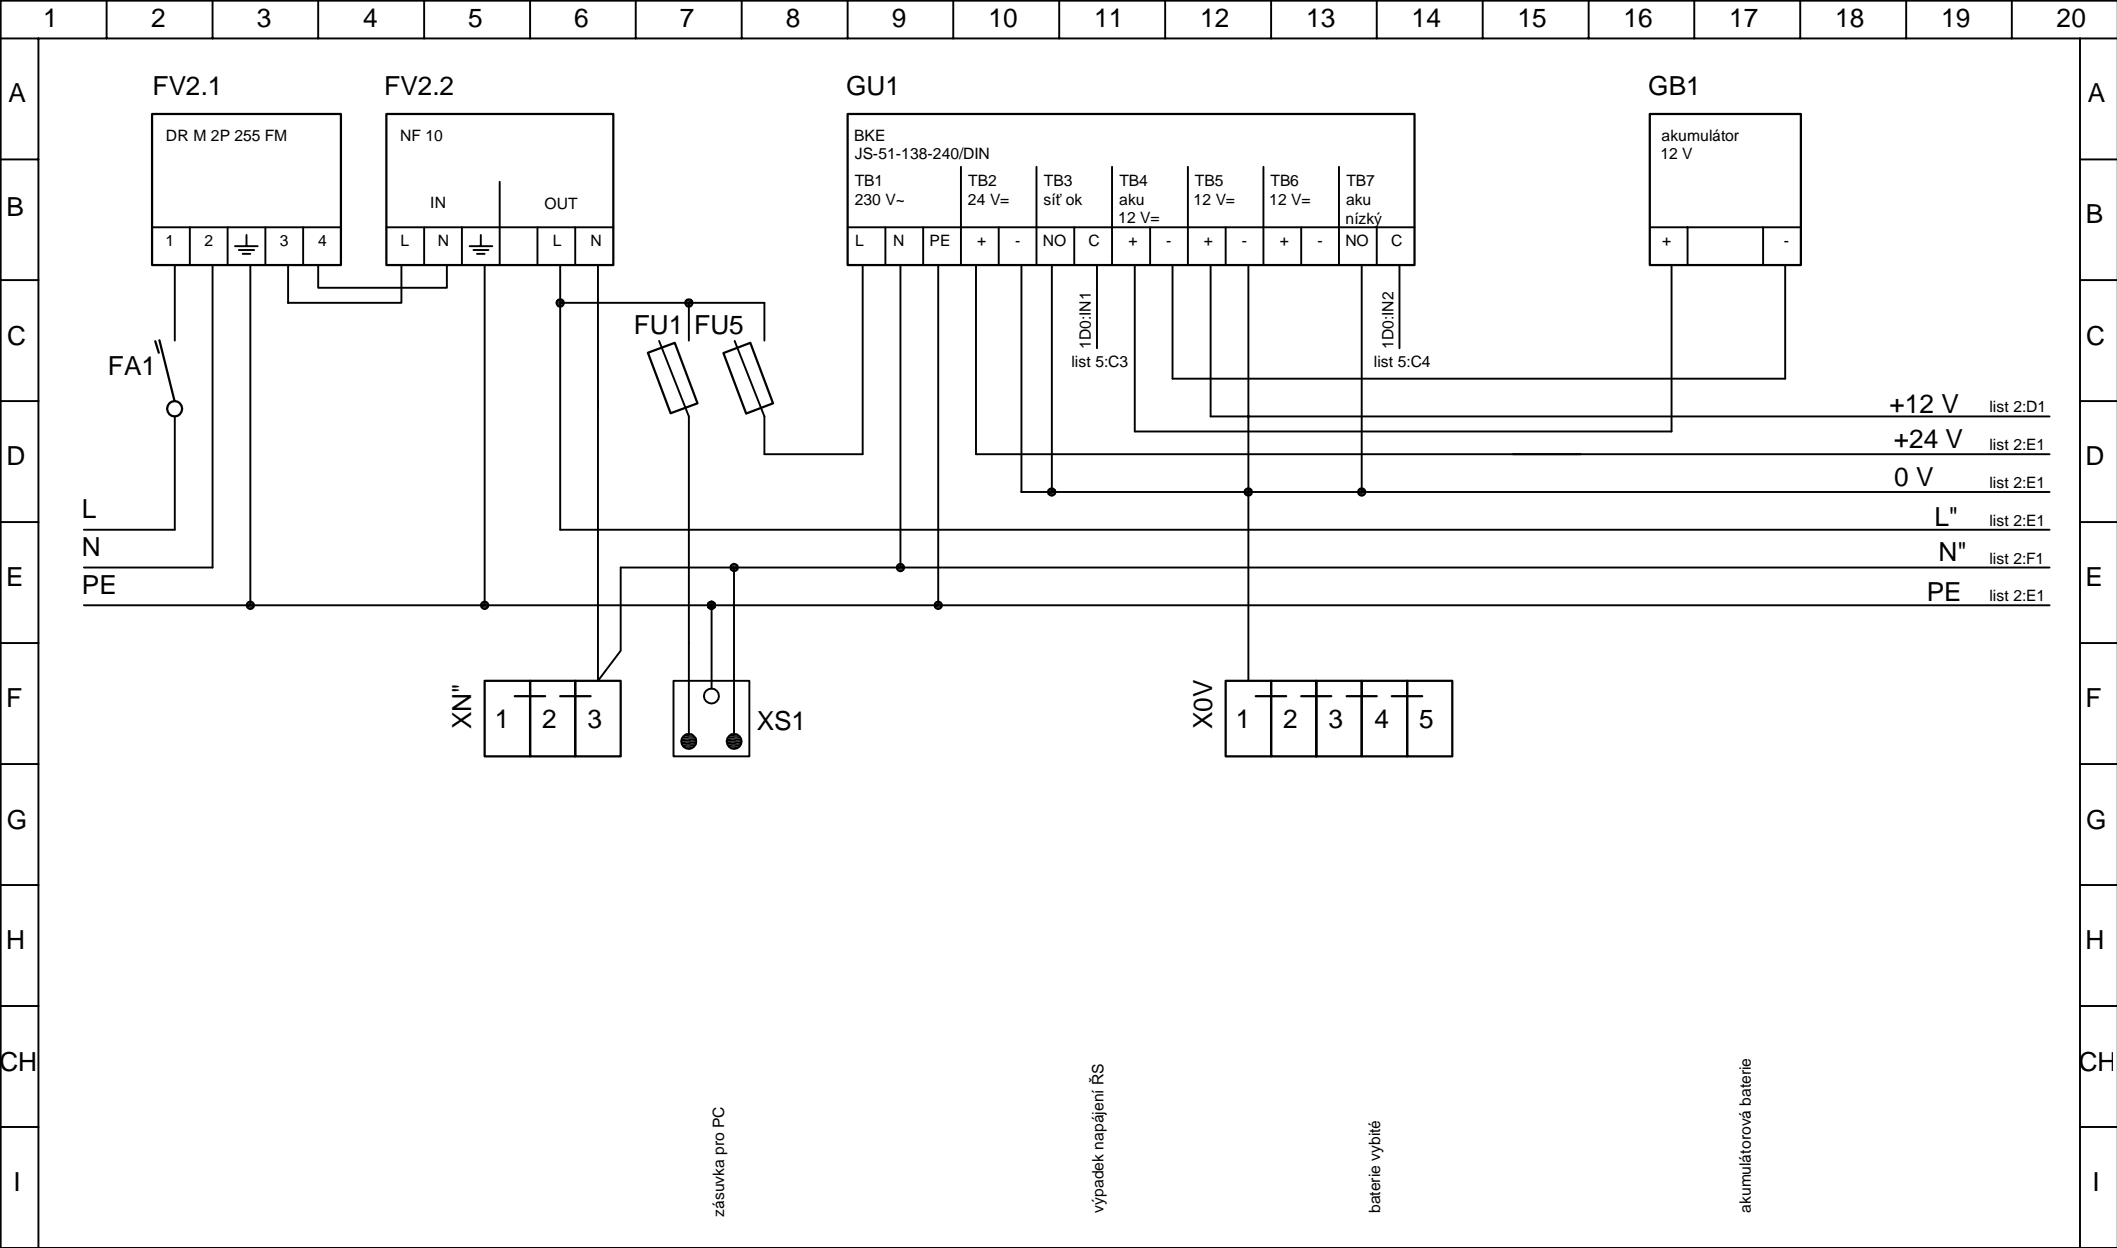 1 2 3 4 5 6 7 8 9 10 11 12 13 14 15 16 17 18 19 20
A A
FV2.1 FV2.2 GU1 GB1
DR M 2P 255 FM
NF 10
IN OUT
BKE
JS-51-138-240/DIN
TB1 TB2 TB3 TB4 TB5 TB6 TB7
230 V~ 24 V= síť ok aku 12 V= 12 V= aku
12 V= nízký
akumulátor
12 V
B B
1 2 3 4
L N L N
L N PE + - NO C + - + - + - NO C
+ -
C C
FU1 FU5
1D0:IN1
list 5:C3
1D0:IN2
list 5:C4
FA1
+12 V list 2:D1
+24 V list 2:E1
D D
0 V list 2:E1
L L" list 2:E1
N N" list 2:F1
E E
PE PE list 2:E1
F F
XN" 1 2 3
XS1
X0V 1 2 3 4 5
G G
H H
CH CH
I I
zásuvka pro PC
výpadek napájení ŘS
baterie vybité
akumulátorová baterie